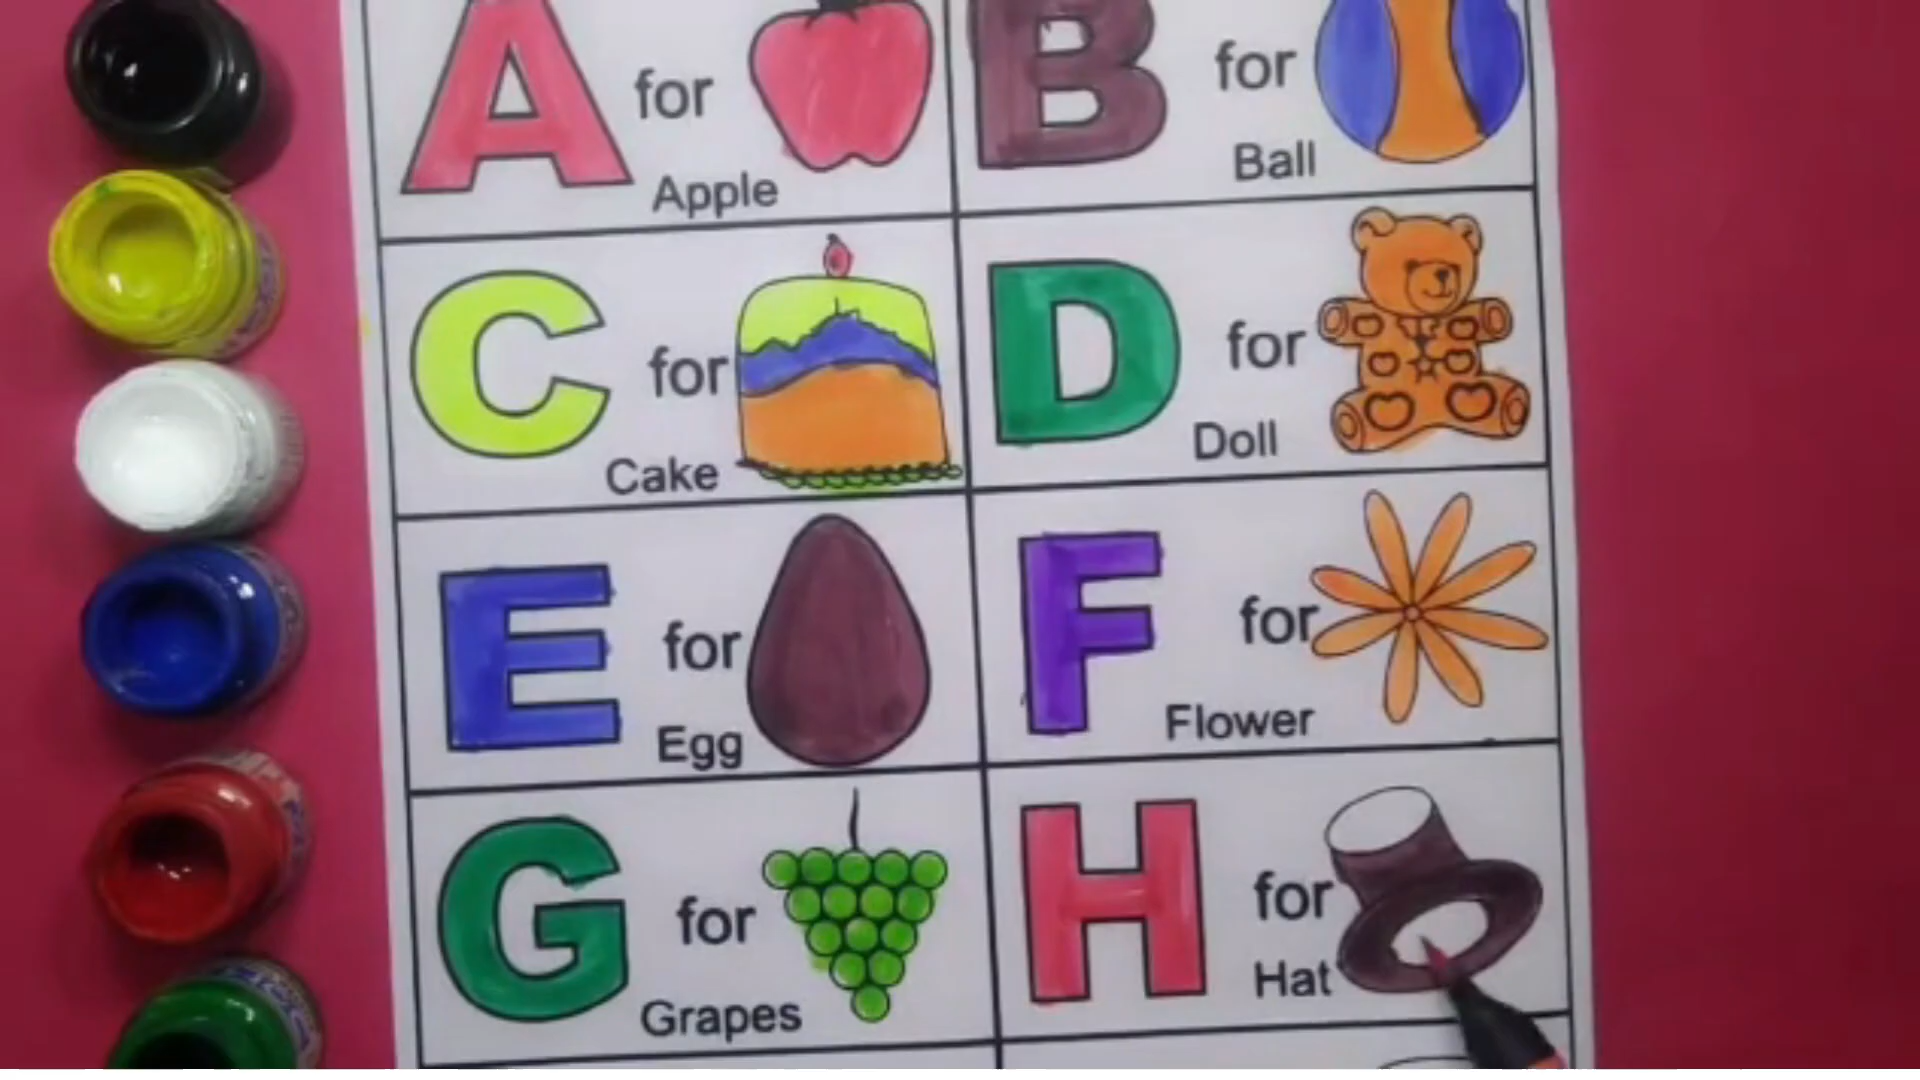 A for Apple
B for Ball
C for Cake
D for Doll
E for Egg
F for Flower
G for Grapes
H for Hat